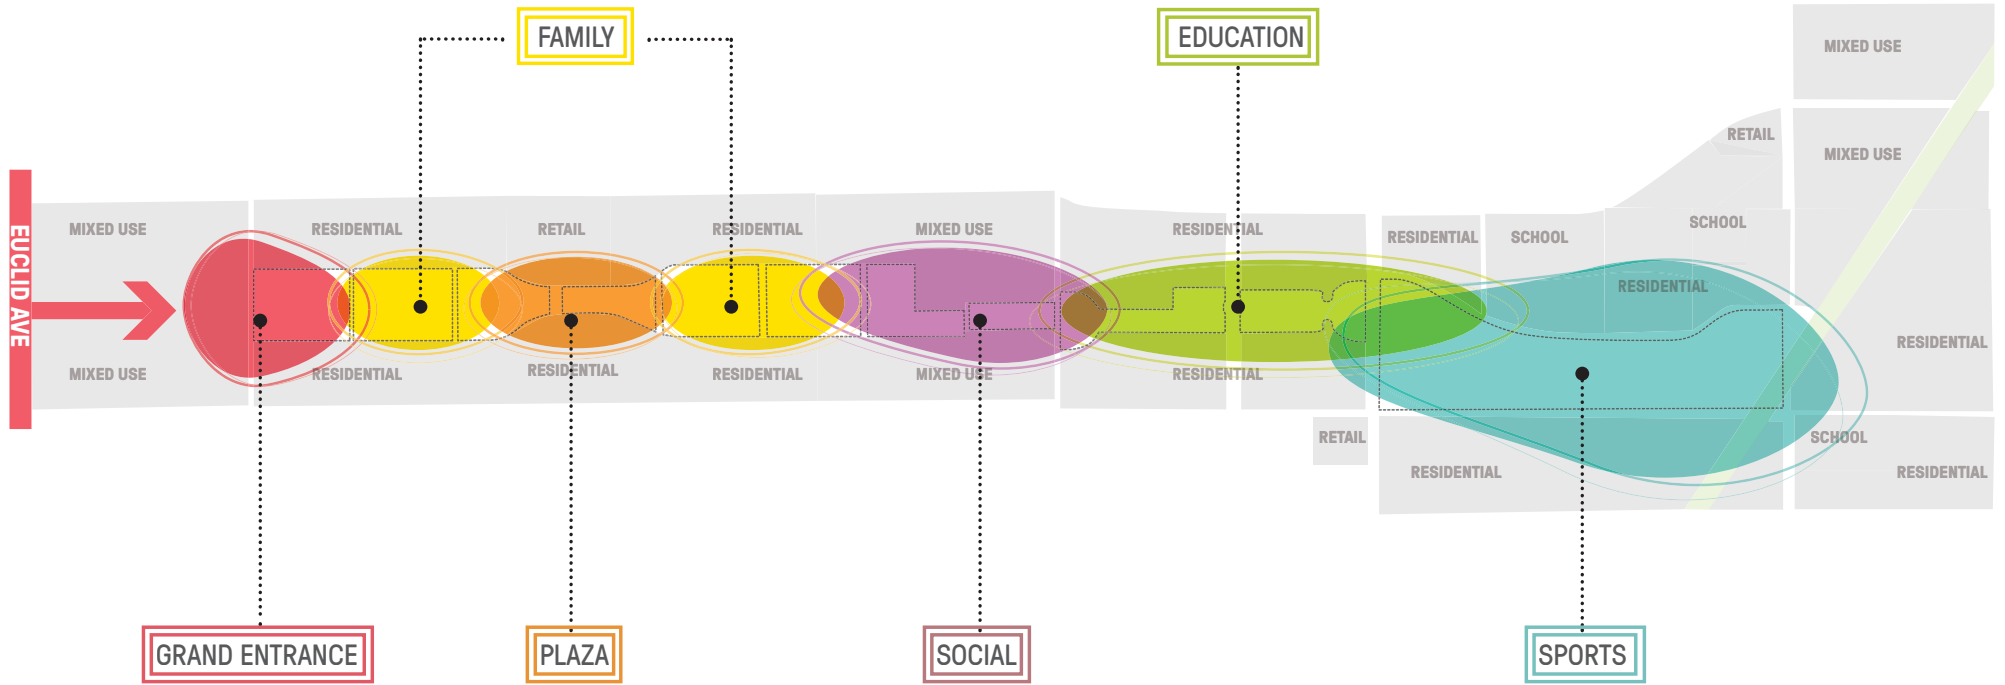 FAMILY
EDUCATION
MIXED USE
RETAIL
MIXED USE
EUCLID AVE
MIXED USE
RESIDENTIAL
RETAIL
RESIDENTIAL
MIXED USE
RESIDENTIAL
RESIDENTIAL
SCHOOL
SCHOOL
RESIDENTIAL
RESIDENTIAL
MIXED USE
RESIDENTIAL
RESIDENTIAL
RESIDENTIAL
MIXED USE
RESIDENTIAL
RETAIL
SCHOOL
RESIDENTIAL
RESIDENTIAL
GRAND ENTRANCE
PLAZA
SOCIAL
SPORTS